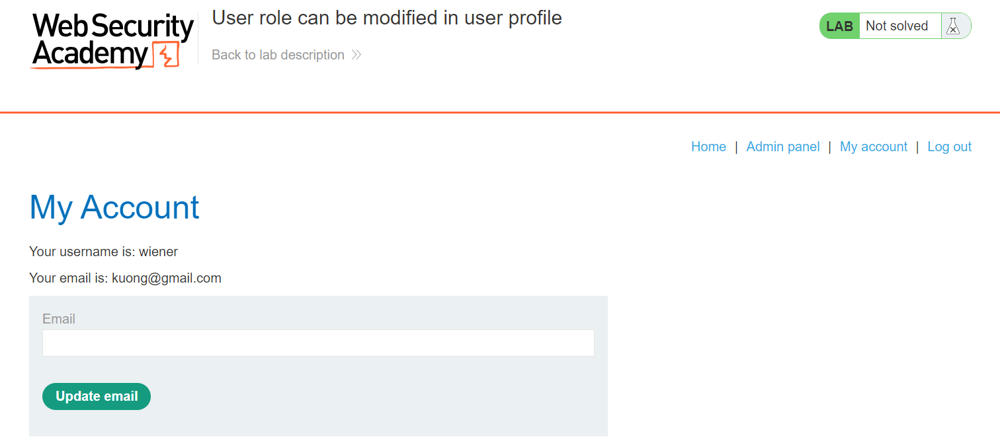 Web Security
Academy
User role can be modified in user profile
Back to lab description
LAB Not solved
Home | Admin panel | My account | Log out
My Account
Your username is: wiener
Your email is: kuong@gmail.com
Email
Update email